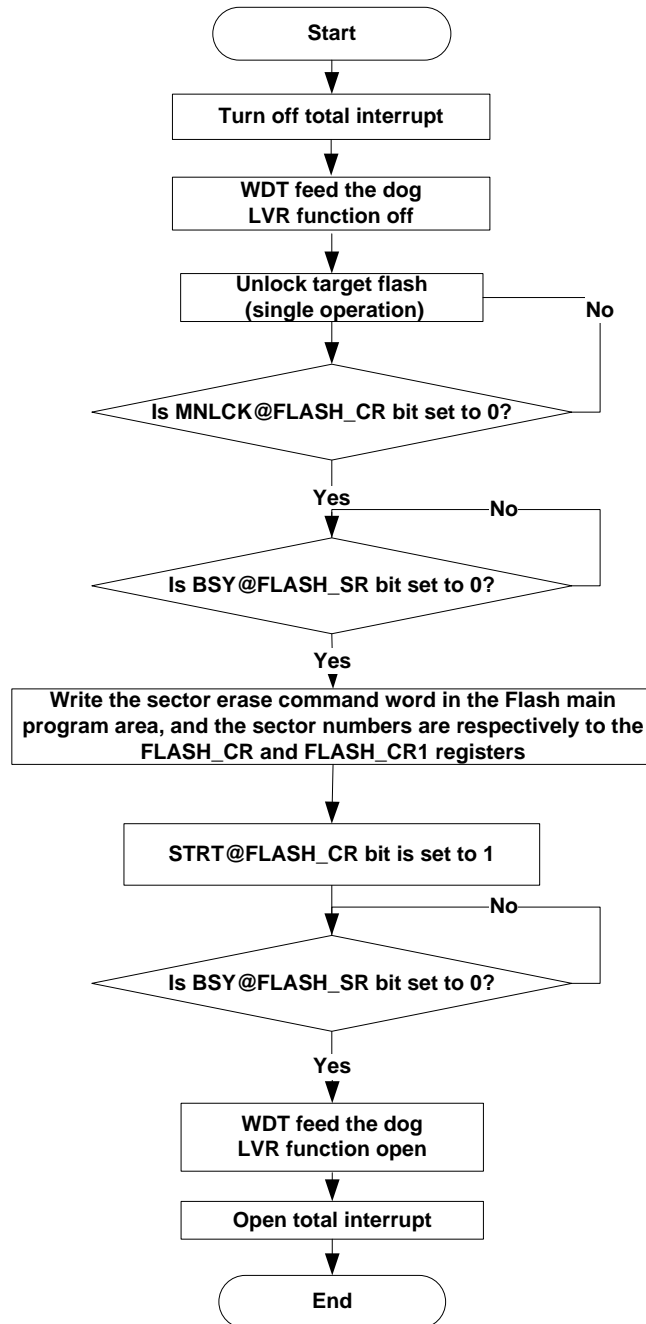 Start
Turn off total interrupt
WDT feed the dog
LVR function off
Unlock target flash
(single operation)
No
Is MNLCK@FLASH_CR bit set to 0?
Yes
No
Is BSY@FLASH_SR bit set to 0?
Yes
Write the sector erase command word in the Flash main
program area, and the sector numbers are respectively to the
FLASH_CR and FLASH_CR1 registers
STRT@FLASH_CR bit is set to 1
No
Is BSY@FLASH_SR bit set to 0?
Yes
WDT feed the dog
LVR function open
Open total interrupt
End